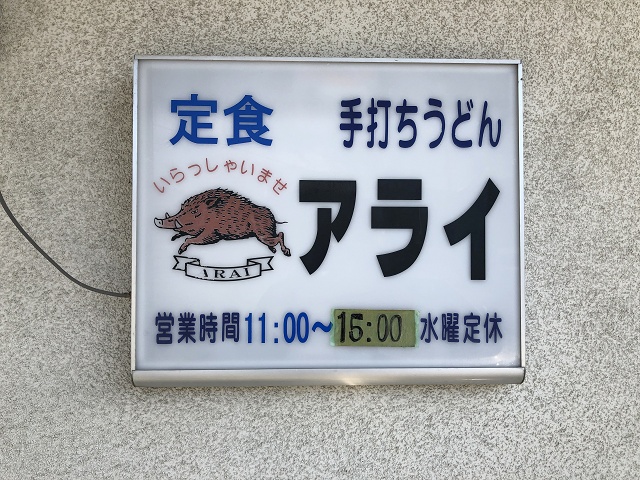 定食 手打ちうどん
いらっしゃいませ
アライ
ARAI
営業時間11:00～15:00 水曜定休